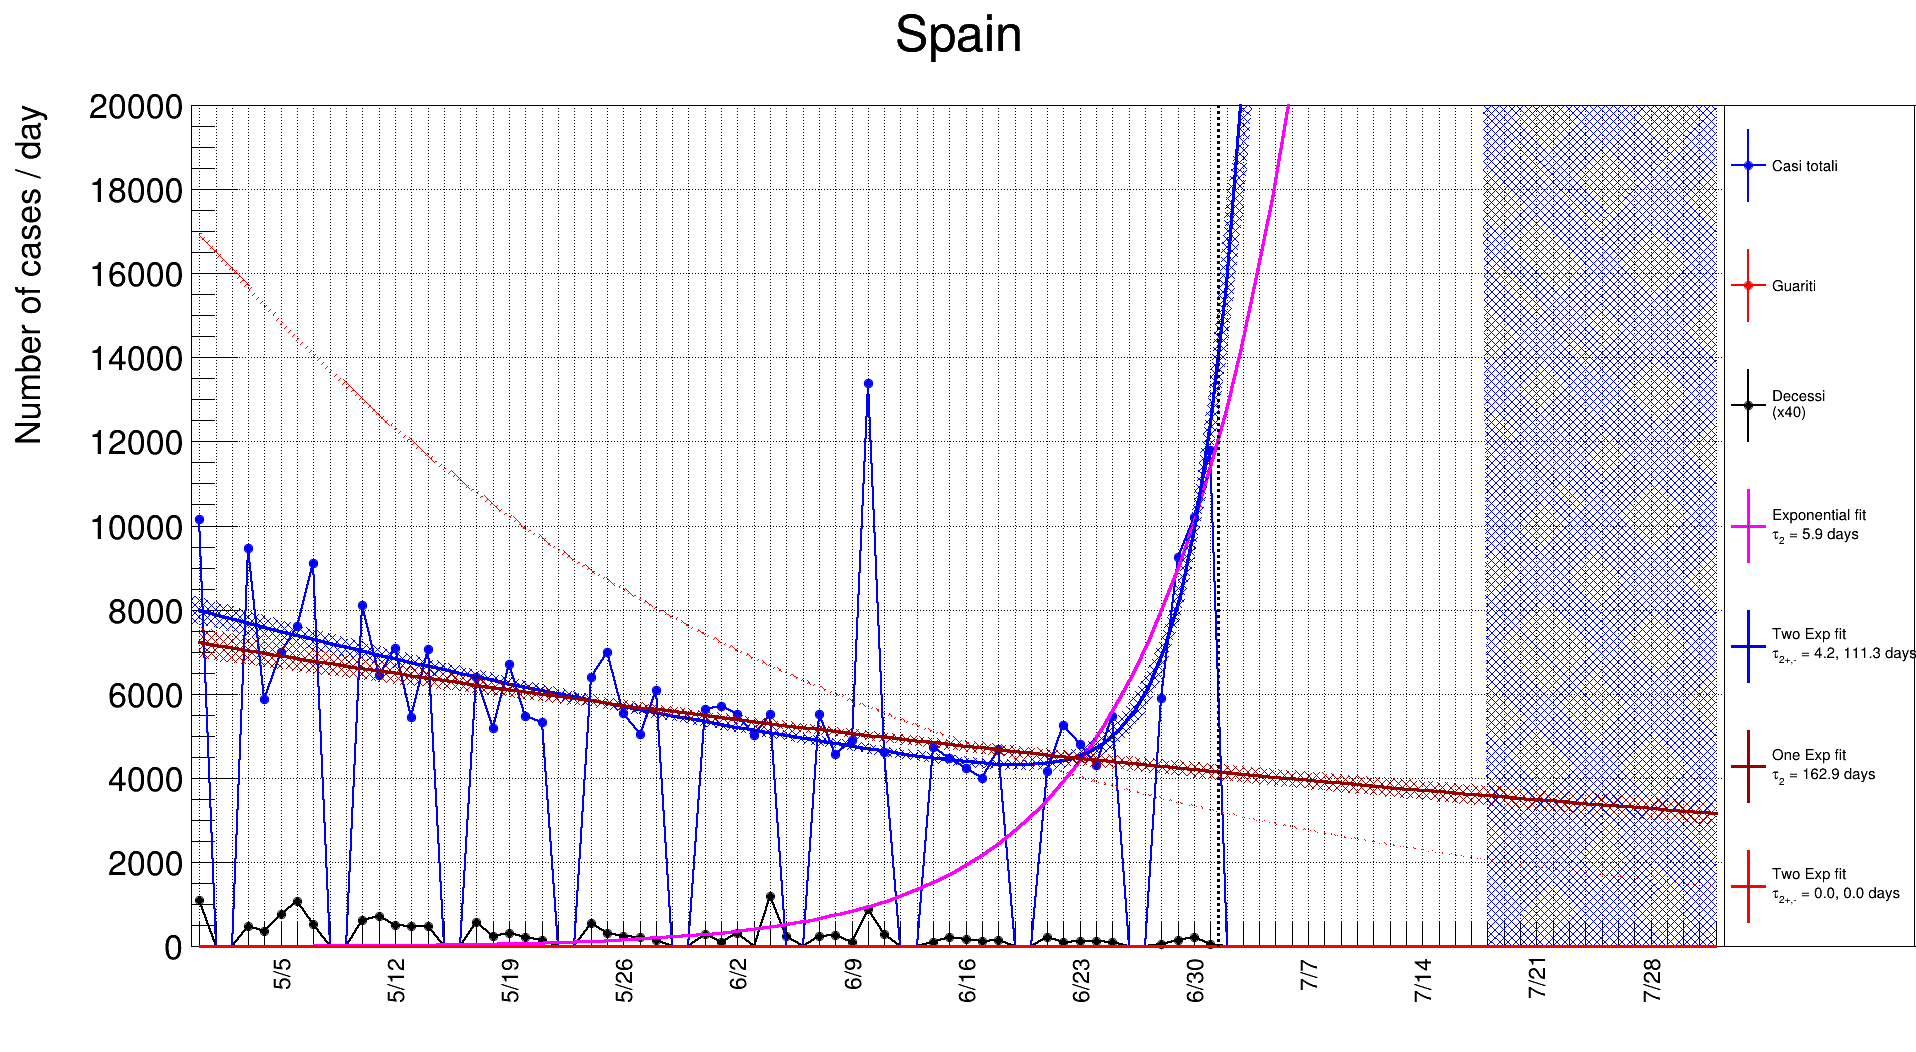 Spain
Number of cases / day
20000
18000
16000
14000
12000
10000
8000
6000
4000
2000
0
5/5
5/12
5/19
5/26
6/2
6/9
6/16
6/23
6/30
7/7
7/14
7/21
7/28
Casi totali
Guariti
Decessi
(x40)
Exponential fit
τ₂ = 5.9 days
Two Exp fit
τ₂₊,₋ = 4.2, 111.3 days
One Exp fit
τ₂ = 162.9 days
Two Exp fit
τ₂₊,₋ = 0.0, 0.0 days